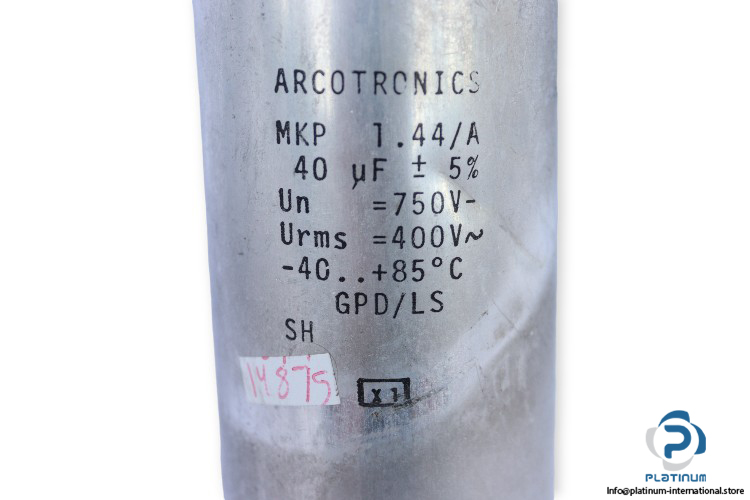 ARCOTRONICS
MKP 1.44/A
40 µF ± 5%
Un =750V-
Urms =400V~
-40..+85°C
GPD/LS
SH
14875
X1
PLATINUM
Info@platinum-international.store